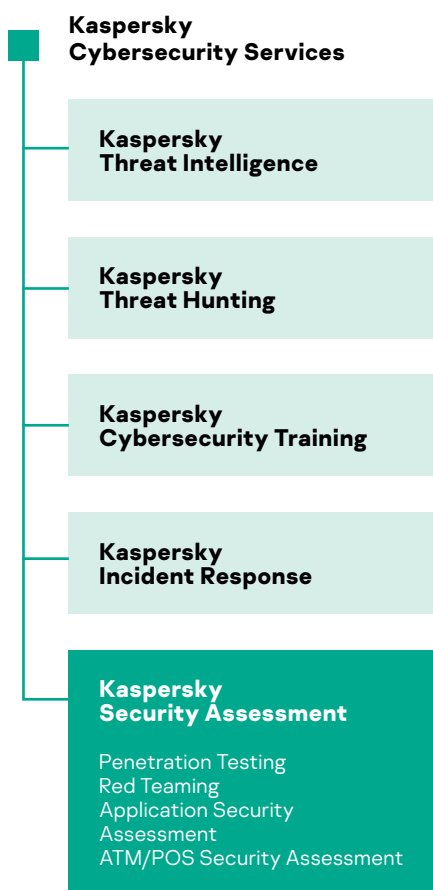 Kaspersky
Cybersecurity Services
Kaspersky
Threat Intelligence
Kaspersky
Threat Hunting
Kaspersky
Cybersecurity Training
Kaspersky
Incident Response
Kaspersky
Security Assessment
Penetration Testing
Red Teaming
Application Security
Assessment
ATM/POS Security Assessment